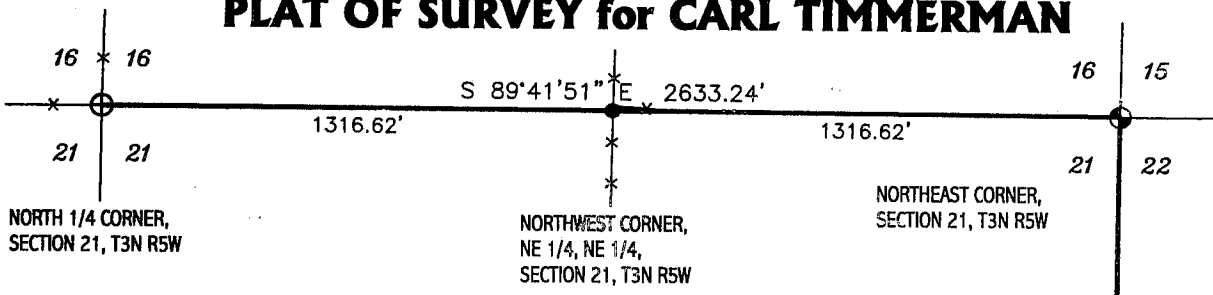 PLAT OF SURVEY for CARL TIMMERMAN
16 16
16 15
S 89°41'51" E 2633.24'
1316.62'
1316.62'
21 21
21 22
NORTH 1/4 CORNER,
SECTION 21, T3N R5W
NORTHWEST CORNER,
NE 1/4, NE 1/4,
SECTION 21, T3N R5W
NORTHEAST CORNER,
SECTION 21, T3N R5W